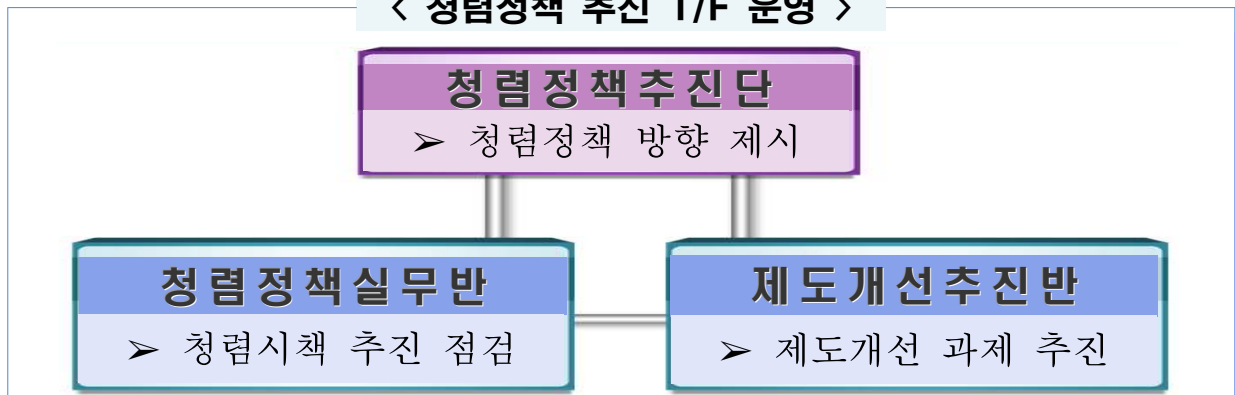 < 청렴정책 추진 T/F 운영 >
청렴정책추진단
➢ 청렴정책 방향 제시
청렴정책실무반
➢ 청렴시책 추진 점검
제도개선추진반
➢ 제도개선 과제 추진